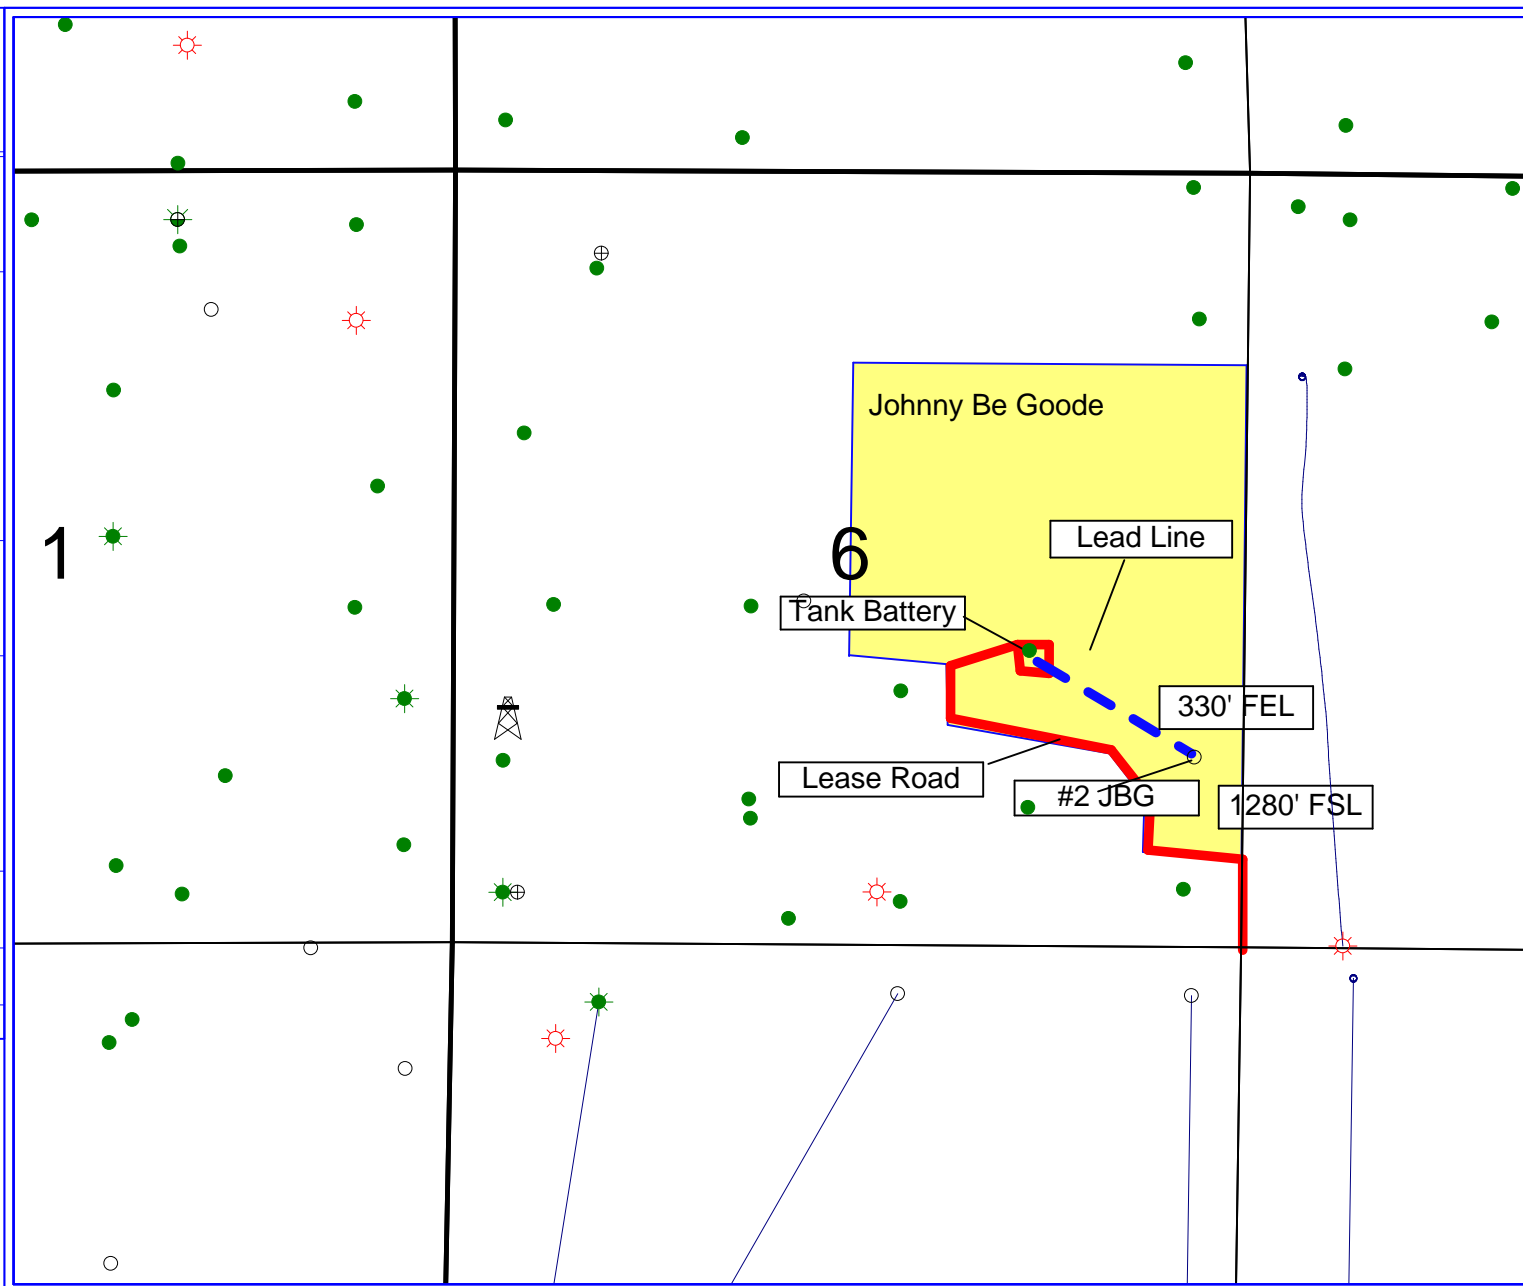 Johnny Be Goode
1
6
Lead Line
Tank Battery
330' FEL
Lease Road
#2 JBG
1280' FSL